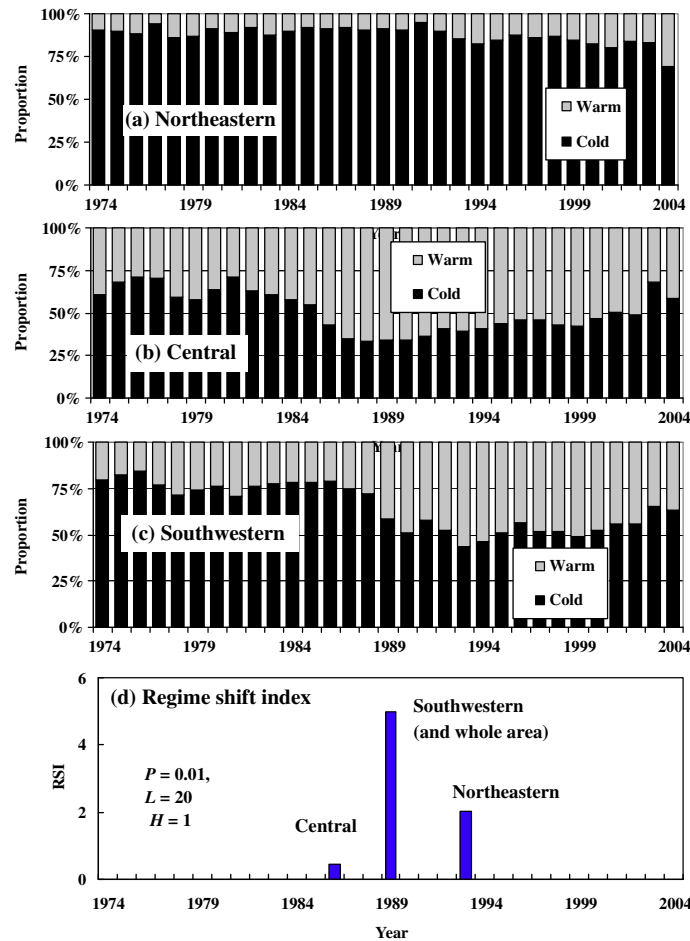 100%
75%
50%
25%
0%
Proportion
(a) Northeastern
Warm
Cold
1974 1979 1984 1989 1994 1999 2004
100%
75%
50%
25%
0%
Proportion
(b) Central
Warm
Cold
1974 1979 1984 1989 1994 1999 2004
100%
75%
50%
25%
0%
Proportion
(c) Southwestern
Warm
Cold
1974 1979 1984 1989 1994 1999 2004
(d) Regime shift index
6
4
2
0
RSI
P = 0.01,
L = 20
H = 1
Central
Southwestern
(and whole area)
Northeastern
1974 1979 1984 1989 1994 1999 2004
Year